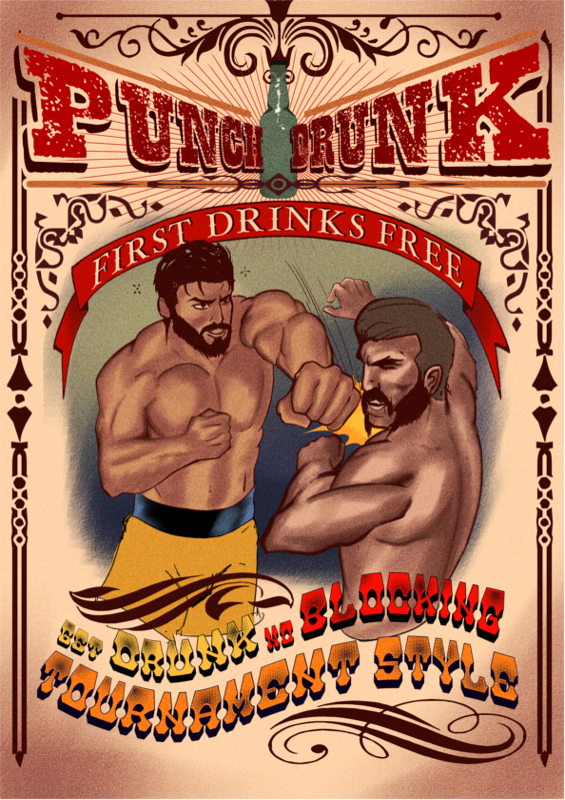 PUNCH DRUNK
FIRST DRINKS FREE
GET DRUNK NO BLOCKING
TOURNAMENT STYLE